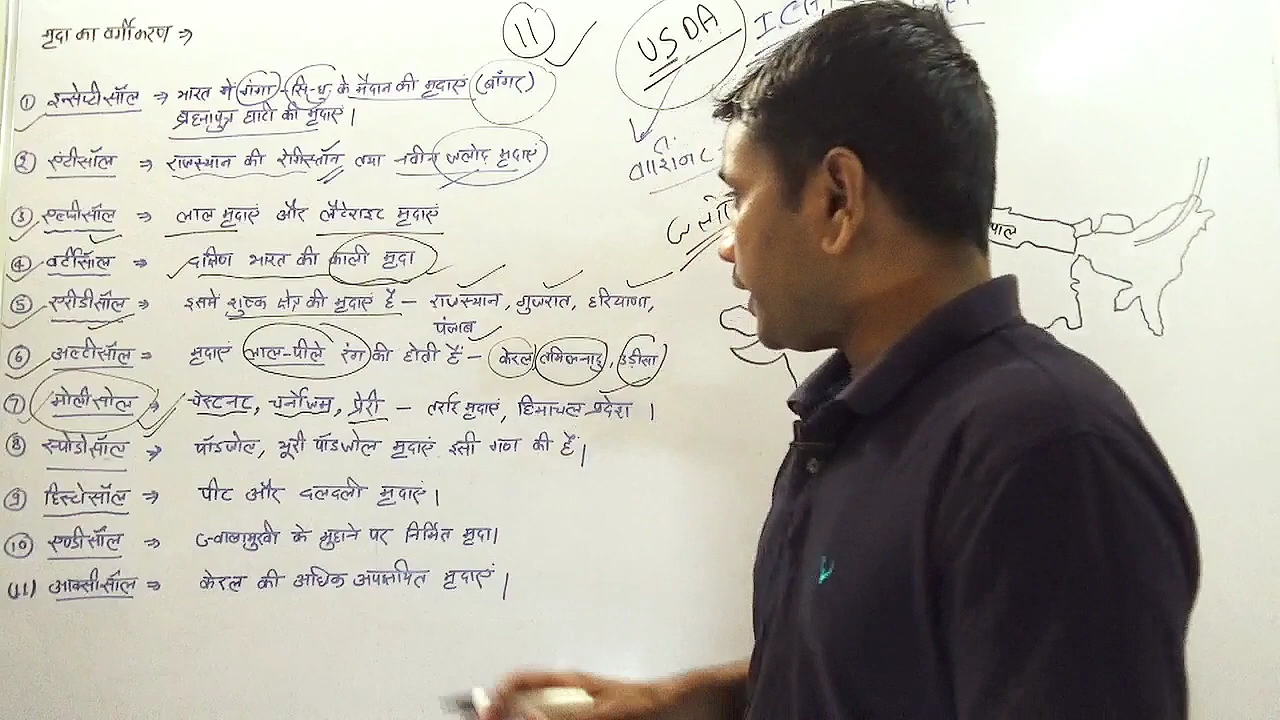 मृदा का वर्गीकरण ⇒
11
USDA
① इन्सेप्टीसॉल ⇒ भारत में गंगा-सिन्धु के मैदान की मृदाएं (बाँगर)
ब्रह्मपुत्र घाटी की मृदाएं।
② एंटीसॉल ⇒ राजस्थान की रेगिस्तान तथा नवीन जलोढ़ मृदाएं
③ एल्फीसॉल ⇒ लाल मृदाएं और लैटेराइट मृदाएं
④ वर्टीसॉल ⇒ दक्षिण भारत की काली मृदा
⑤ एरीडीसॉल ⇒ इसमें शुष्क क्षेत्र की मृदाएं हैं – राजस्थान, गुजरात, हरियाणा,
पंजाब
⑥ अल्टीसॉल ⇒ मृदाएं लाल-पीले रंग की होती हैं – केरल, तमिलनाडु, उड़ीसा
⑦ मोलीसोल ⇒ चेस्टनट, चर्नोजम, प्रेरी – तराई मृदाएं, हिमाचल प्रदेश।
⑧ स्पोडीसॉल ⇒ पॉडजोल, भूरी पॉडजोल मृदाएं इसी गण की हैं।
⑨ हिस्टोसॉल ⇒ पीट और दलदली मृदाएं।
⑩ एण्डीसॉल ⇒ ज्वालामुखी के मुहाने पर निर्मित मृदा।
(11) आक्सीसॉल ⇒ केरल की अधिक अपक्षयित मृदाएं।